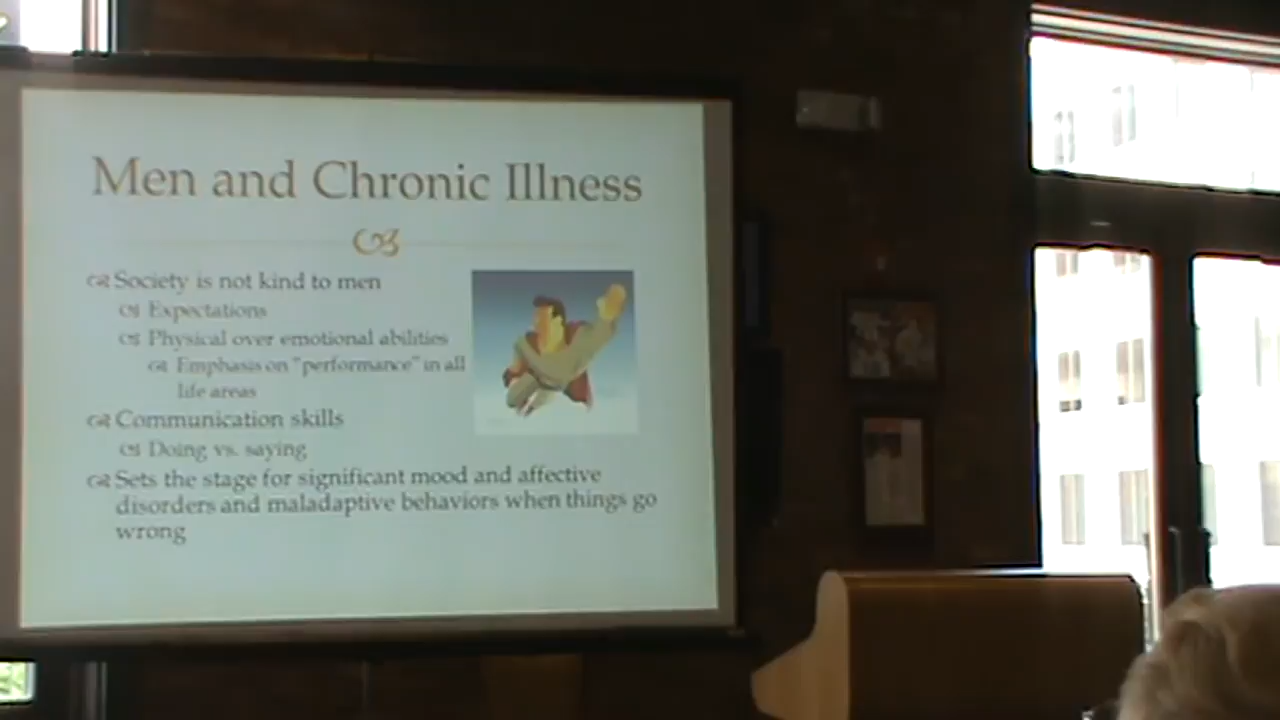 Men and Chronic Illness
Society is not kind to men
Expectations
Physical over emotional abilities
Emphasis on "performance" in all
life areas
Communication skills
Doing vs. saying
Sets the stage for significant mood and affective
disorders and maladaptive behaviors when things go
wrong